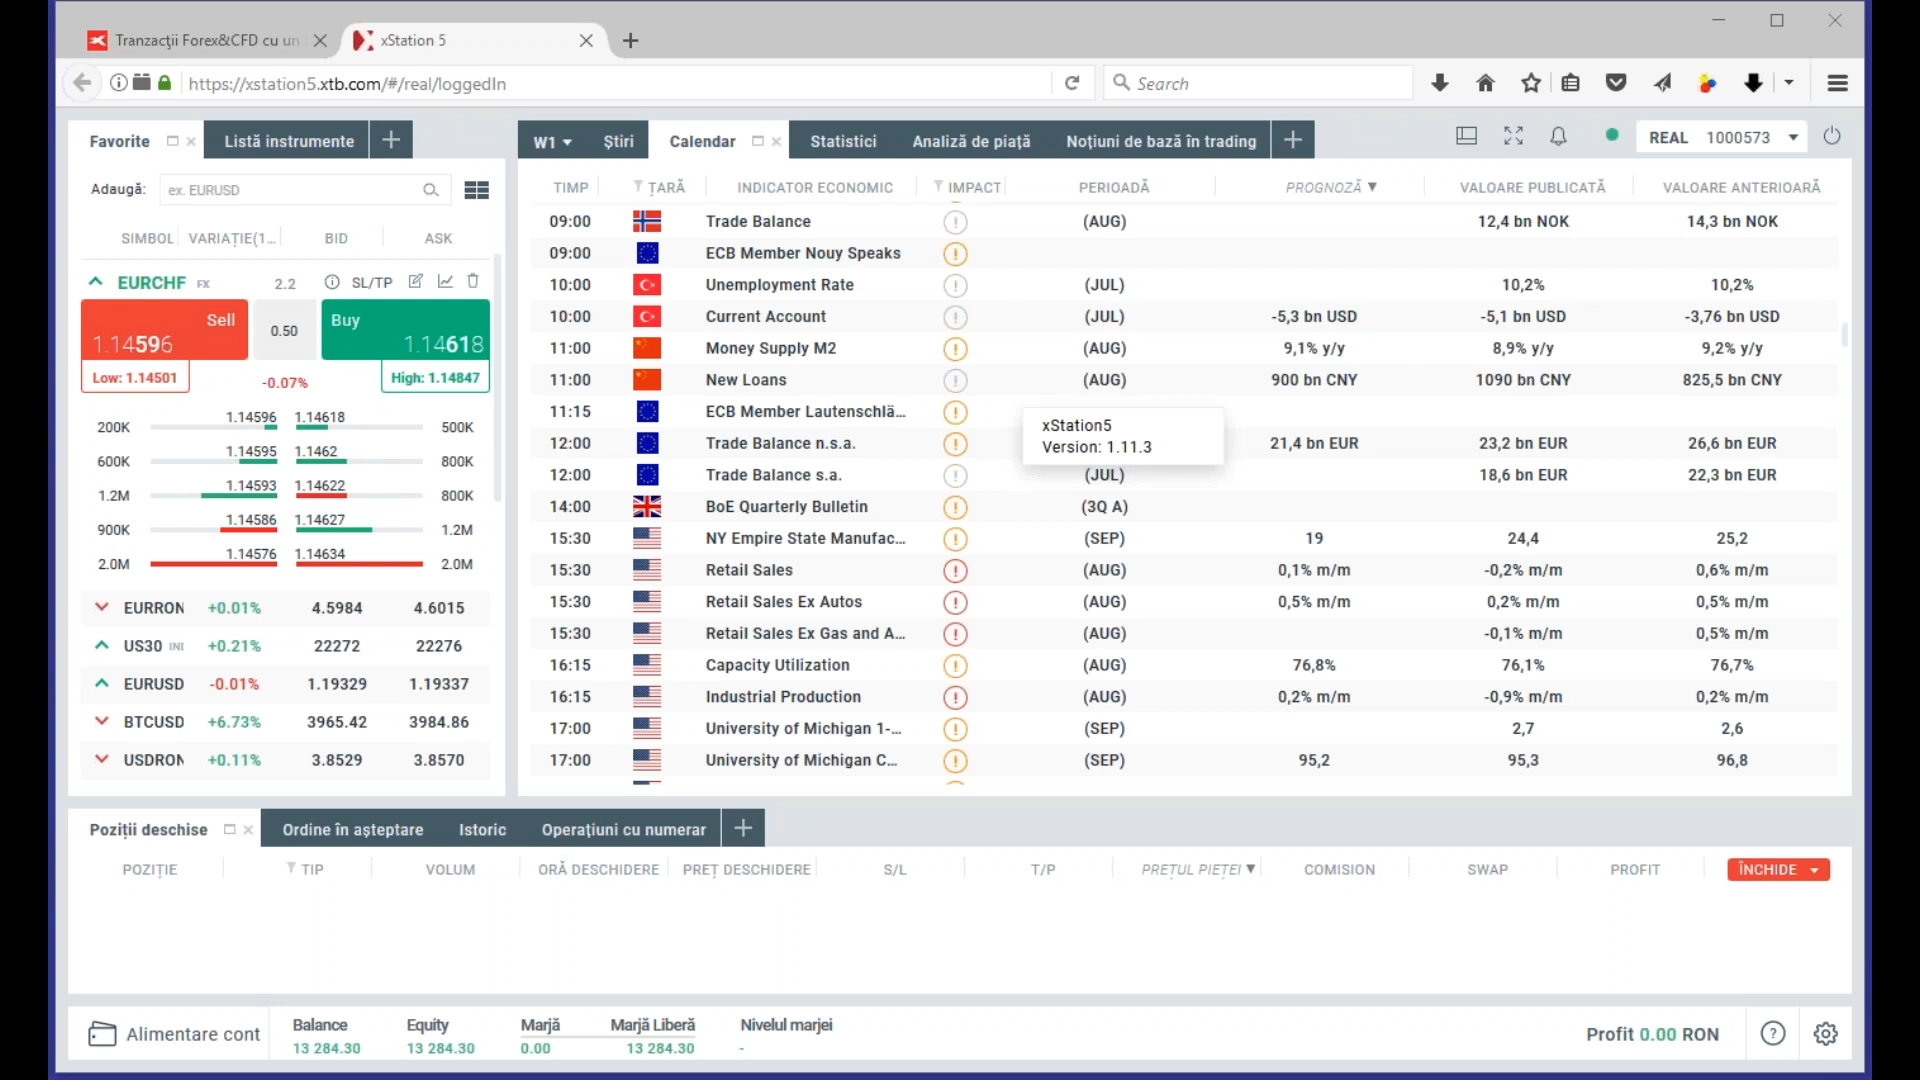 Tranzacţii Forex&CFD cu un
xStation 5
https://xstation5.xtb.com/#/real/loggedIn
Search
Favorite
Listă instrumente
W1
Știri
Calendar
Statistici
Analiză de piață
Noțiuni de bază în trading
REAL 1000573
Adaugă: ex. EURUSD
SIMBOL VARIAȚIE(1... BID ASK
EURCHF FX 2.2 SL/TP
Sell 1.14596
0.50
Buy 1.14618
Low: 1.14501
-0.07%
High: 1.14847
200K 1.14596 1.14618 500K
600K 1.14595 1.1462 800K
1.2M 1.14593 1.14622 800K
900K 1.14586 1.14627 1.2M
2.0M 1.14576 1.14634 2.0M
EURRON +0.01% 4.5984 4.6015
US30 +0.21% 22272 22276
EURUSD -0.01% 1.19329 1.19337
BTCUSD +6.73% 3965.42 3984.86
USDRON +0.11% 3.8529 3.8570
TIMP ȚARĂ INDICATOR ECONOMIC IMPACT PERIOADĂ PROGNOZĂ VALOARE PUBLICATĂ VALOARE ANTERIOARĂ
09:00 Trade Balance (AUG) 12,4 bn NOK 14,3 bn NOK
09:00 ECB Member Nouy Speaks
10:00 Unemployment Rate (JUL) 10,2% 10,2%
10:00 Current Account (JUL) -5,3 bn USD -5,1 bn USD -3,76 bn USD
11:00 Money Supply M2 (AUG) 9,1% y/y 8,9% y/y 9,2% y/y
11:00 New Loans (AUG) 900 bn CNY 1090 bn CNY 825,5 bn CNY
11:15 ECB Member Lautenschlä...
12:00 Trade Balance n.s.a. 21,4 bn EUR 23,2 bn EUR 26,6 bn EUR
12:00 Trade Balance s.a. (JUL) 18,6 bn EUR 22,3 bn EUR
14:00 BoE Quarterly Bulletin (3Q A)
15:30 NY Empire State Manufac... (SEP) 19 24,4 25,2
15:30 Retail Sales (AUG) 0,1% m/m -0,2% m/m 0,6% m/m
15:30 Retail Sales Ex Autos (AUG) 0,5% m/m 0,2% m/m 0,5% m/m
15:30 Retail Sales Ex Gas and A... (AUG) -0,1% m/m 0,5% m/m
16:15 Capacity Utilization (AUG) 76,8% 76,1% 76,7%
16:15 Industrial Production (AUG) 0,2% m/m -0,9% m/m 0,2% m/m
17:00 University of Michigan 1-... (SEP) 2,7 2,6
17:00 University of Michigan C... (SEP) 95,2 95,3 96,8
xStation5
Version: 1.11.3
Poziții deschise
Ordine în așteptare
Istoric
Operațiuni cu numerar
POZIȚIE TIP VOLUM ORĂ DESCHIDERE PREȚ DESCHIDERE S/L T/P PREȚUL PIEȚEI COMISION SWAP PROFIT ÎNCHIDE
Alimentare cont
Balance Equity Marjă Marjă Liberă Nivelul marjei
13 284.30 13 284.30 0.00 13 284.30 -
Profit 0.00 RON